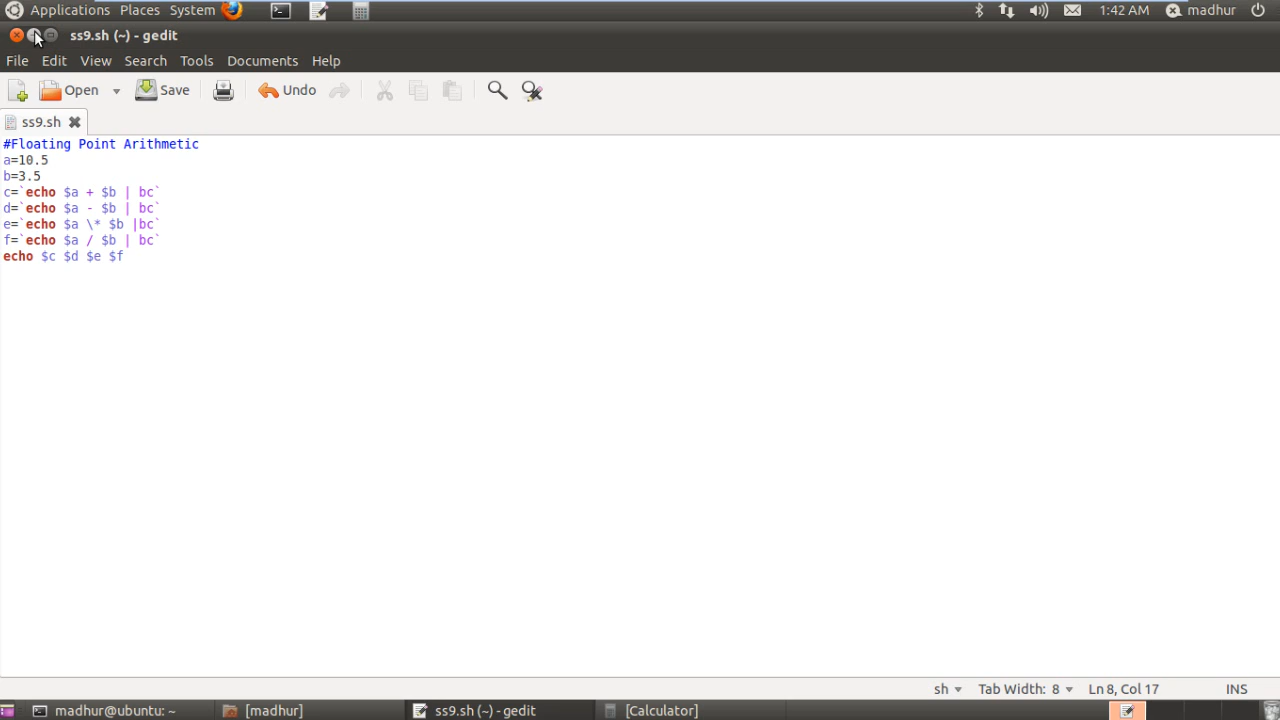 Applications Places System 1:42 AM madhur
ss9.sh (~) - gedit
File Edit View Search Tools Documents Help
Open Save Undo
ss9.sh
#Floating Point Arithmetic
a=10.5
b=3.5
c=`echo $a + $b | bc`
d=`echo $a - $b | bc`
e=`echo $a \* $b |bc`
f=`echo $a / $b | bc`
echo $c $d $e $f
sh Tab Width: 8 Ln 8, Col 17 INS
madhur@ubuntu: ~ [madhur] ss9.sh (~) - gedit [Calculator]